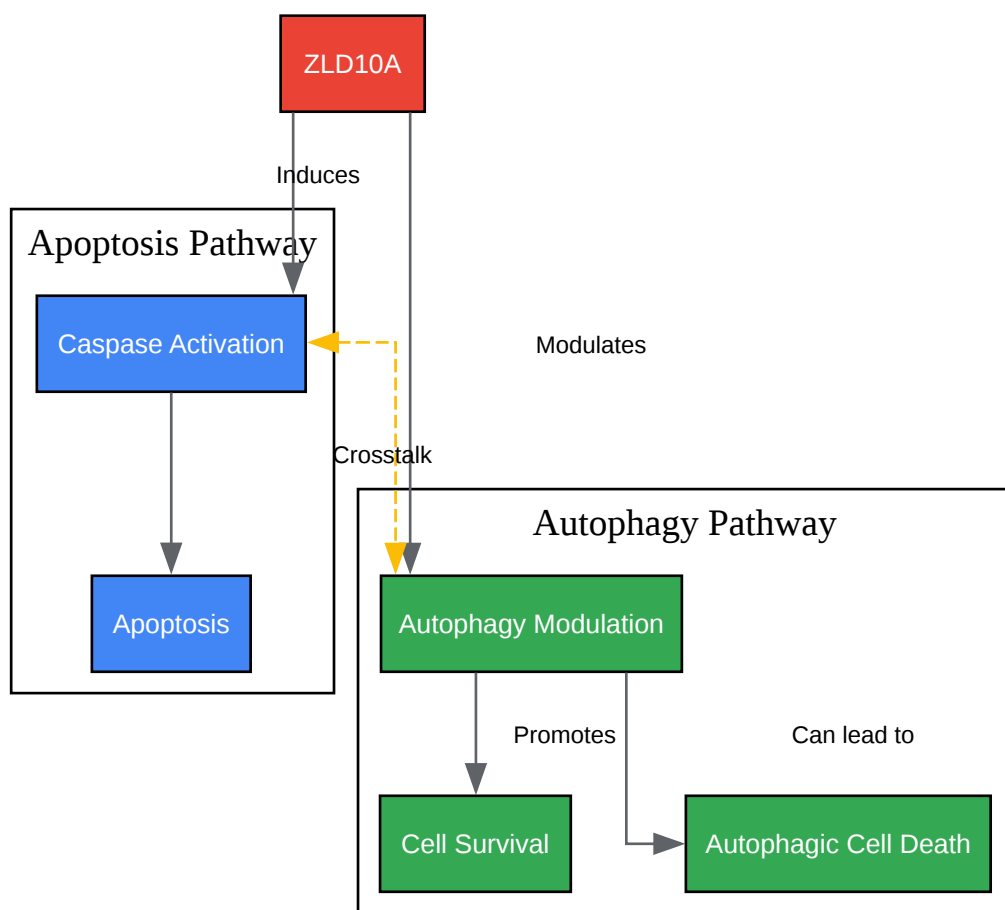 ZLD10A
Induces
Apoptosis Pathway
Caspase Activation
Modulates
Crosstalk
Autophagy Pathway
Apoptosis
Autophagy Modulation
Promotes
Can lead to
Cell Survival
Autophagic Cell Death